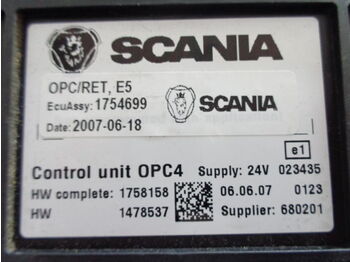 SCANIA
OPC/RET, E5
EcuAssy: 1754699
SCANIA
Date: 2007-06-18
e1
Control unit OPC4 Supply: 24V 023435
HW complete: 1758158 06.06.07 0123
HW 1478537 Supplier: 680201